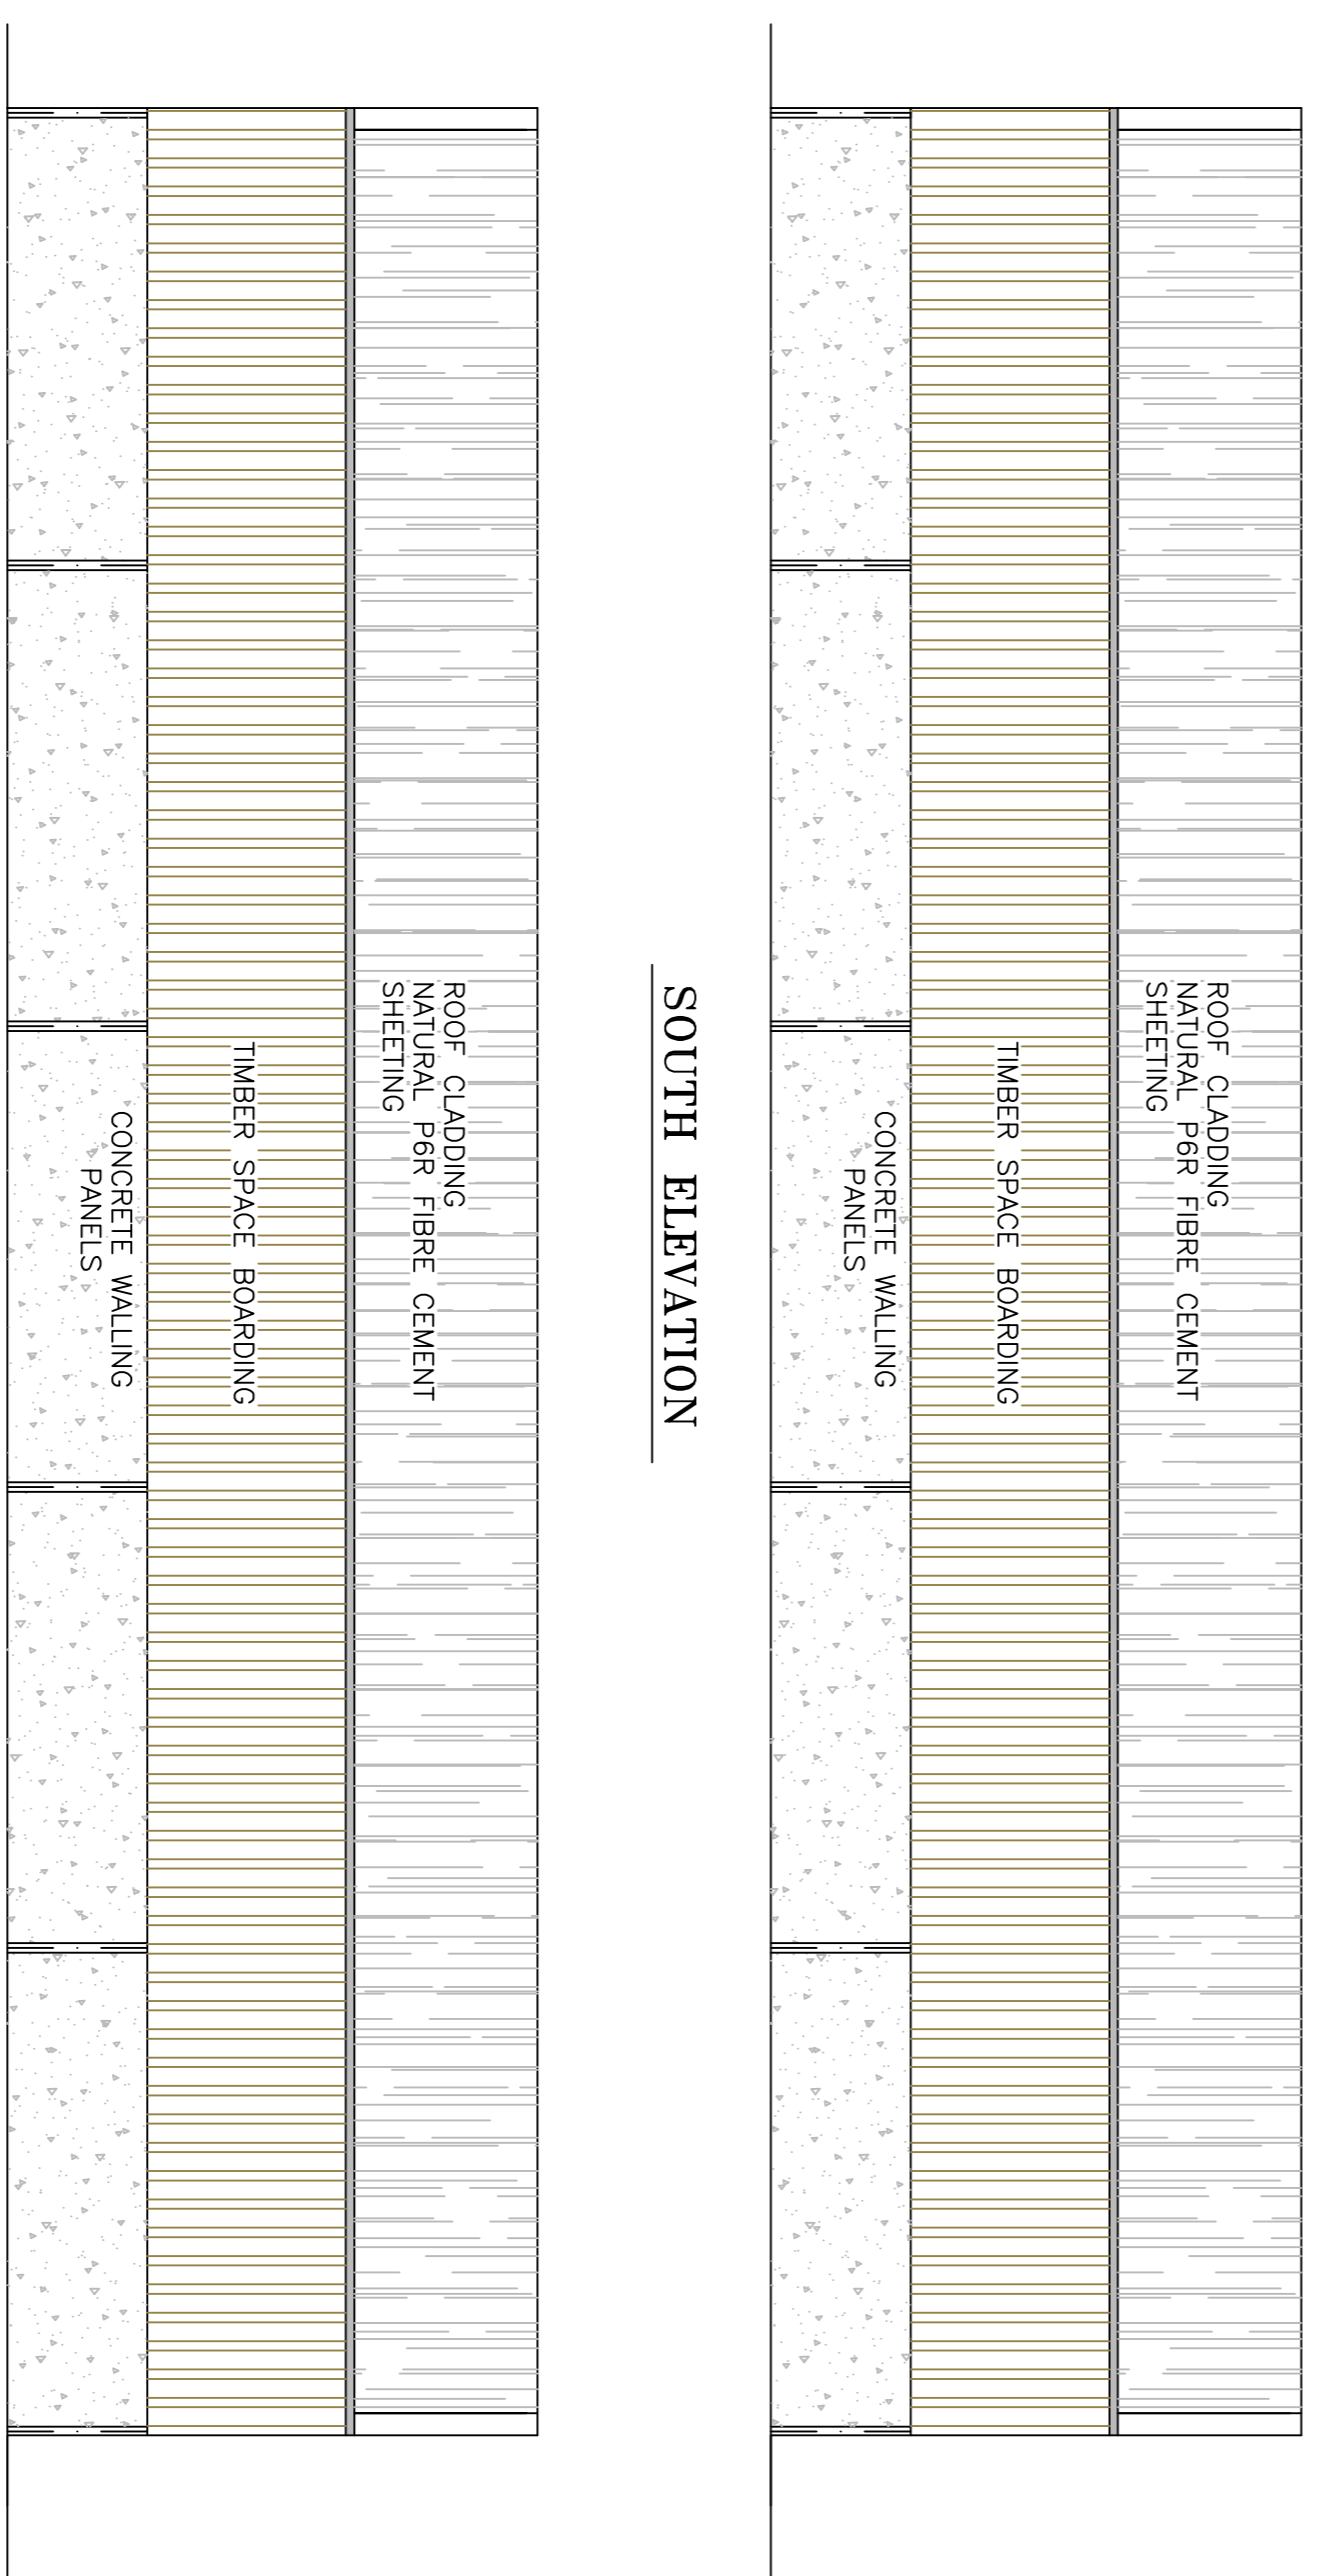 ROOF CLADDING
NATURAL P6R FIBRE CEMENT
SHEETING
TIMBER SPACE BOARDING
CONCRETE WALLING
PANELS
SOUTH ELEVATION
ROOF CLADDING
NATURAL P6R FIBRE CEMENT
SHEETING
TIMBER SPACE BOARDING
CONCRETE WALLING
PANELS